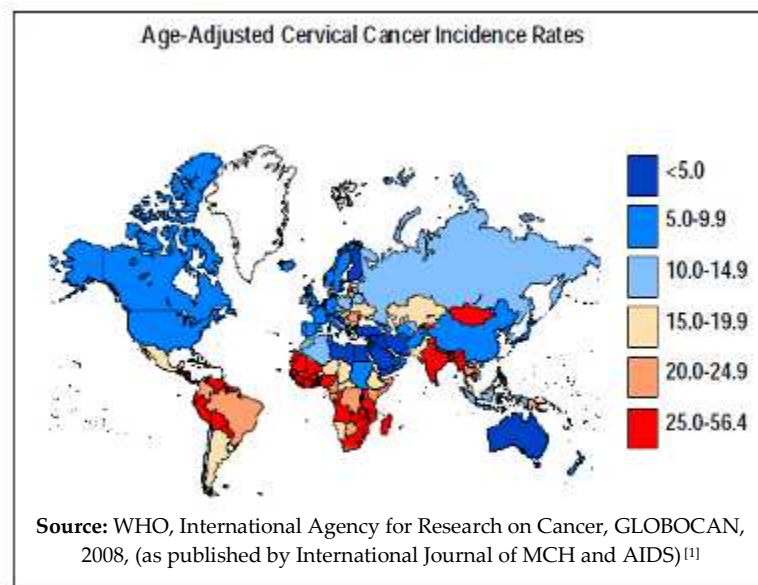 Age-Adjusted Cervical Cancer Incidence Rates
<5.0
5.0-9.9
10.0-14.9
15.0-19.9
20.0-24.9
25.0-56.4
Source: WHO, International Agency for Research on Cancer, GLOBOCAN,
2008, (as published by International Journal of MCH and AIDS)[1]